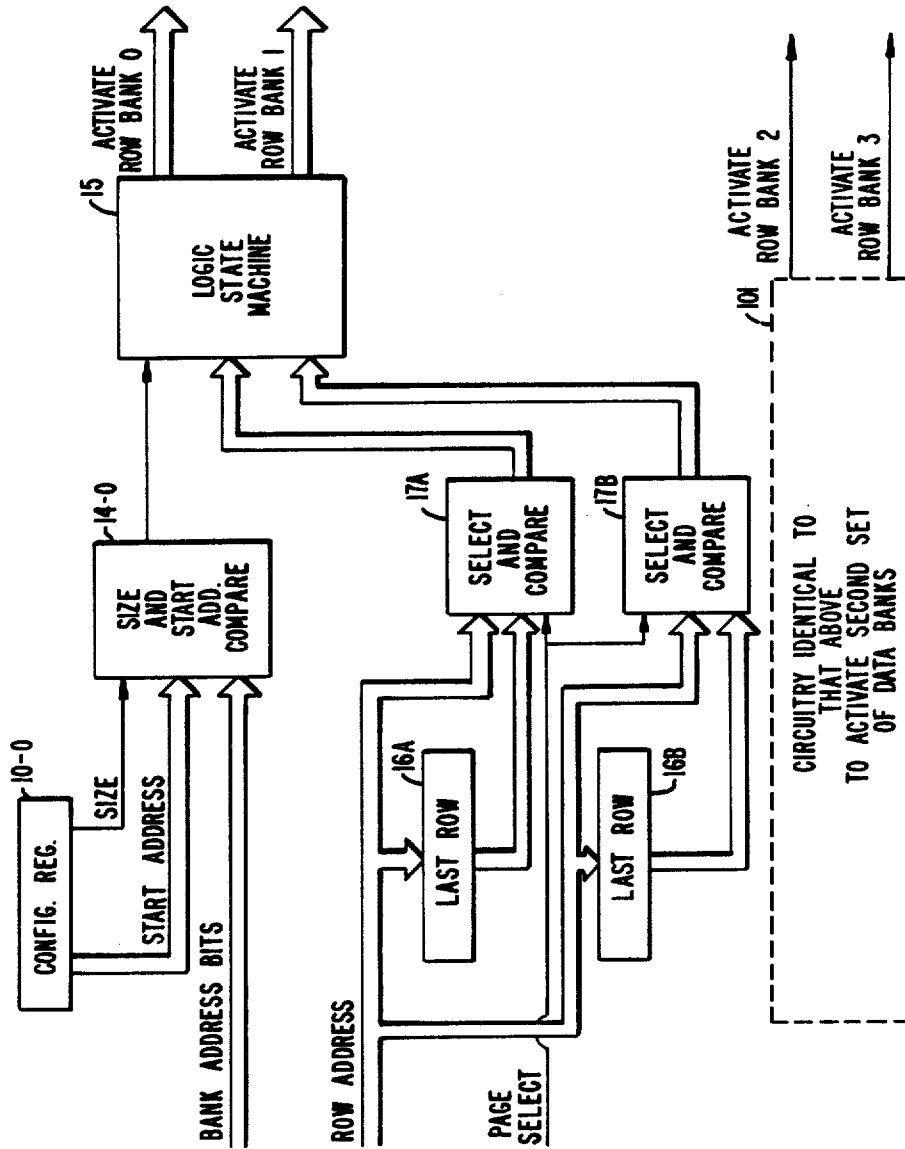 10-0
CONFIG. REG.
SIZE
START ADDRESS
BANK ADDRESS BITS
14-0
SIZE
AND
START
ADD.
COMPARE
15
LOGIC
STATE
MACHINE
ACTIVATE
ROW BANK 0
ACTIVATE
ROW BANK 1
ROW ADDRESS
16A
LAST ROW
17A
SELECT
AND
COMPARE
PAGE
SELECT
16B
LAST ROW
17B
SELECT
AND
COMPARE
101
CIRCUITRY IDENTICAL TO
THAT ABOVE
TO ACTIVATE SECOND SET
OF DATA BANKS
ACTIVATE
ROW BANK 2
ACTIVATE
ROW BANK 3